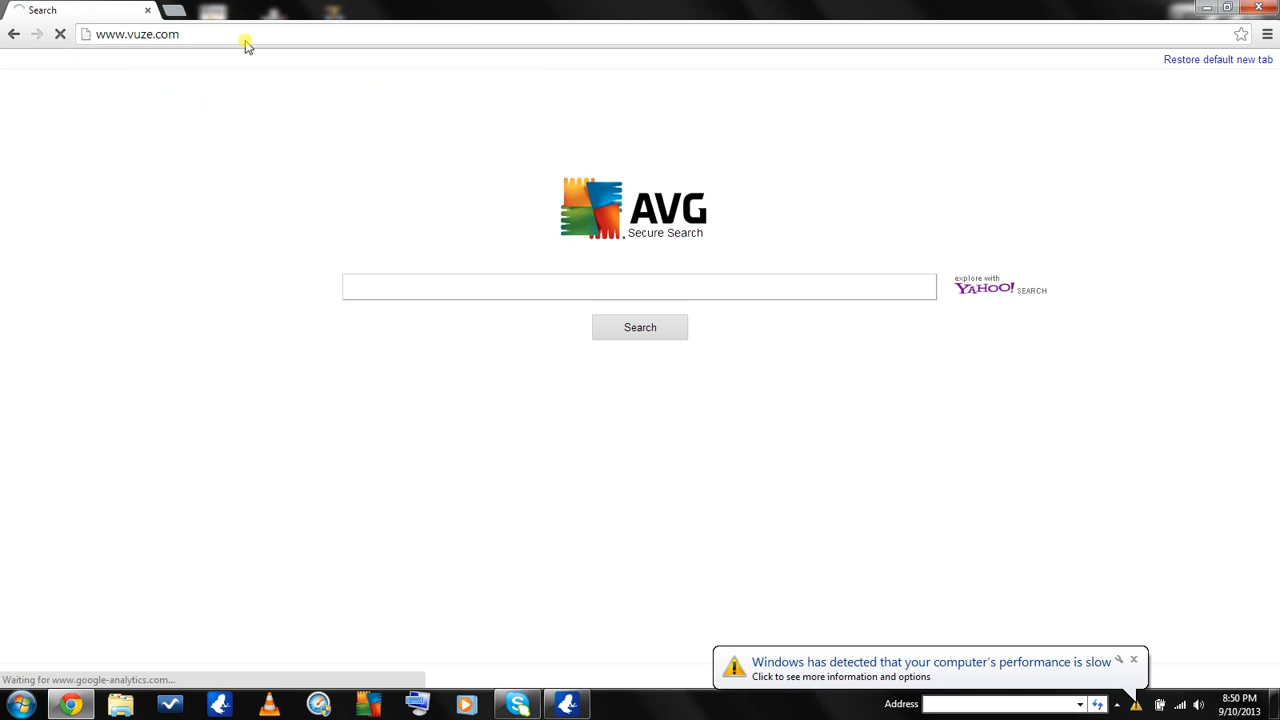 Search
www.vuze.com
Restore default new tab
AVG
Secure Search
explore with
YAHOO! SEARCH
Search
Windows has detected that your computer's performance is slow
Click to see more information and options
Waiting for www.google-analytics.com...
Address
8:50 PM
9/10/2013